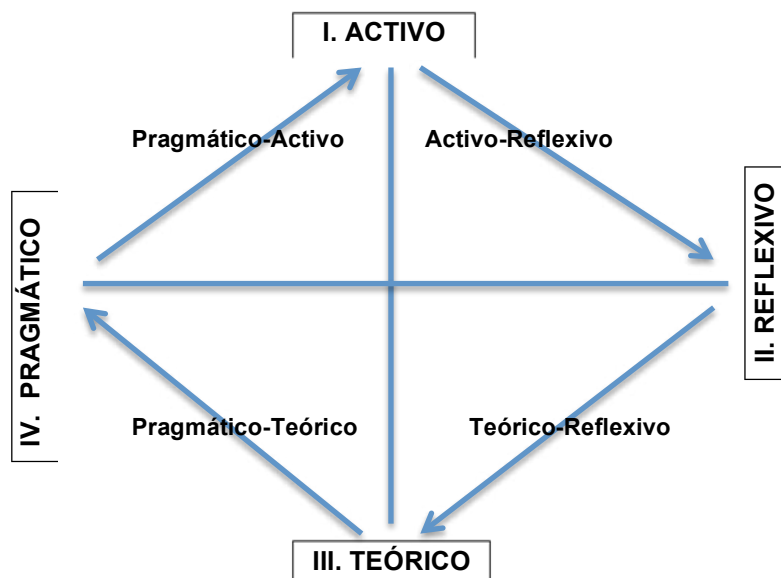 I. ACTIVO
Pragmático-Activo
Activo-Reflexivo
IV. PRAGMÁTICO
II. REFLEXIVO
Pragmático-Teórico
Teórico-Reflexivo
III. TEÓRICO